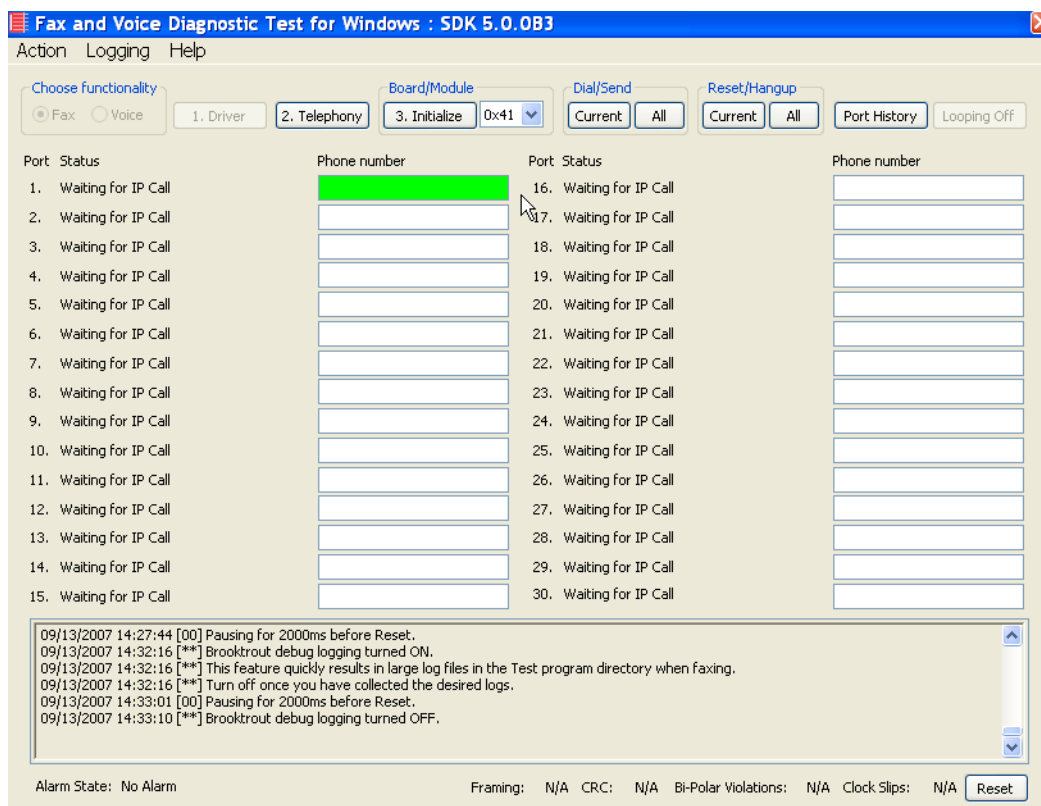 Fax and Voice Diagnostic Test for Windows : SDK 5.0.0B3
Action Logging Help
Choose functionality Board/Module Dial/Send Reset/Hangup
Fax Voice 1. Driver 2. Telephony 3. Initialize 0x41 Current All Current All Port History Looping Off
Port Status Phone number Port Status Phone number
1. Waiting for IP Call 16. Waiting for IP Call
2. Waiting for IP Call 17. Waiting for IP Call
3. Waiting for IP Call 18. Waiting for IP Call
4. Waiting for IP Call 19. Waiting for IP Call
5. Waiting for IP Call 20. Waiting for IP Call
6. Waiting for IP Call 21. Waiting for IP Call
7. Waiting for IP Call 22. Waiting for IP Call
8. Waiting for IP Call 23. Waiting for IP Call
9. Waiting for IP Call 24. Waiting for IP Call
10. Waiting for IP Call 25. Waiting for IP Call
11. Waiting for IP Call 26. Waiting for IP Call
12. Waiting for IP Call 27. Waiting for IP Call
13. Waiting for IP Call 28. Waiting for IP Call
14. Waiting for IP Call 29. Waiting for IP Call
15. Waiting for IP Call 30. Waiting for IP Call
09/13/2007 14:27:44 [00] Pausing for 2000ms before Reset.
09/13/2007 14:32:16 [**] Brooktrout debug logging turned ON.
09/13/2007 14:32:16 [**] This feature quickly results in large log files in the Test program directory when faxing.
09/13/2007 14:32:16 [**] Turn off once you have collected the desired logs.
09/13/2007 14:33:01 [00] Pausing for 2000ms before Reset.
09/13/2007 14:33:10 [**] Brooktrout debug logging turned OFF.
Alarm State: No Alarm Framing: N/A CRC: N/A Bi-Polar Violations: N/A Clock Slips: N/A Reset